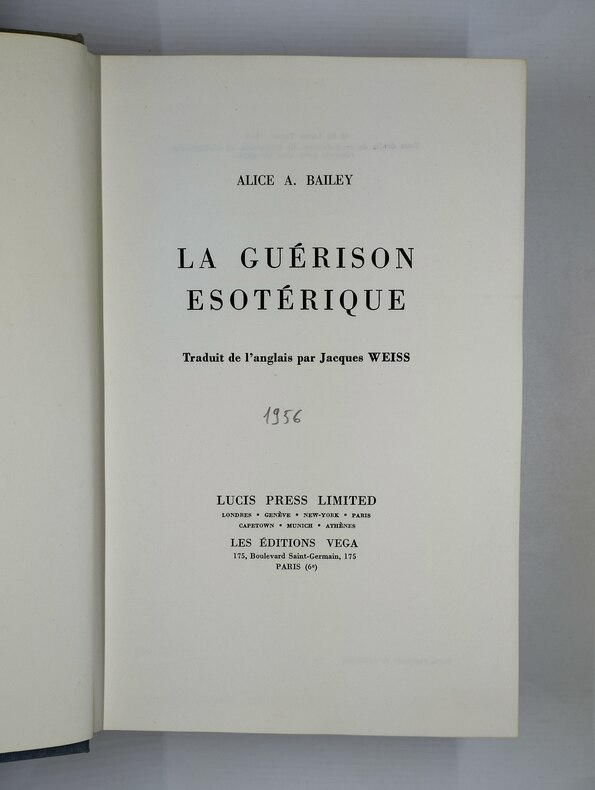 ALICE A. BAILEY
LA GUÉRISON
ESOTÉRIQUE
Traduit de l'anglais par Jacques WEISS
1956
LUCIS PRESS LIMITED
LONDRES • GENÈVE • NEW-YORK • PARIS
CAPETOWN • MUNICH • ATHÈNES
LES ÉDITIONS VEGA
175, Boulevard Saint-Germain, 175
PARIS (6e)